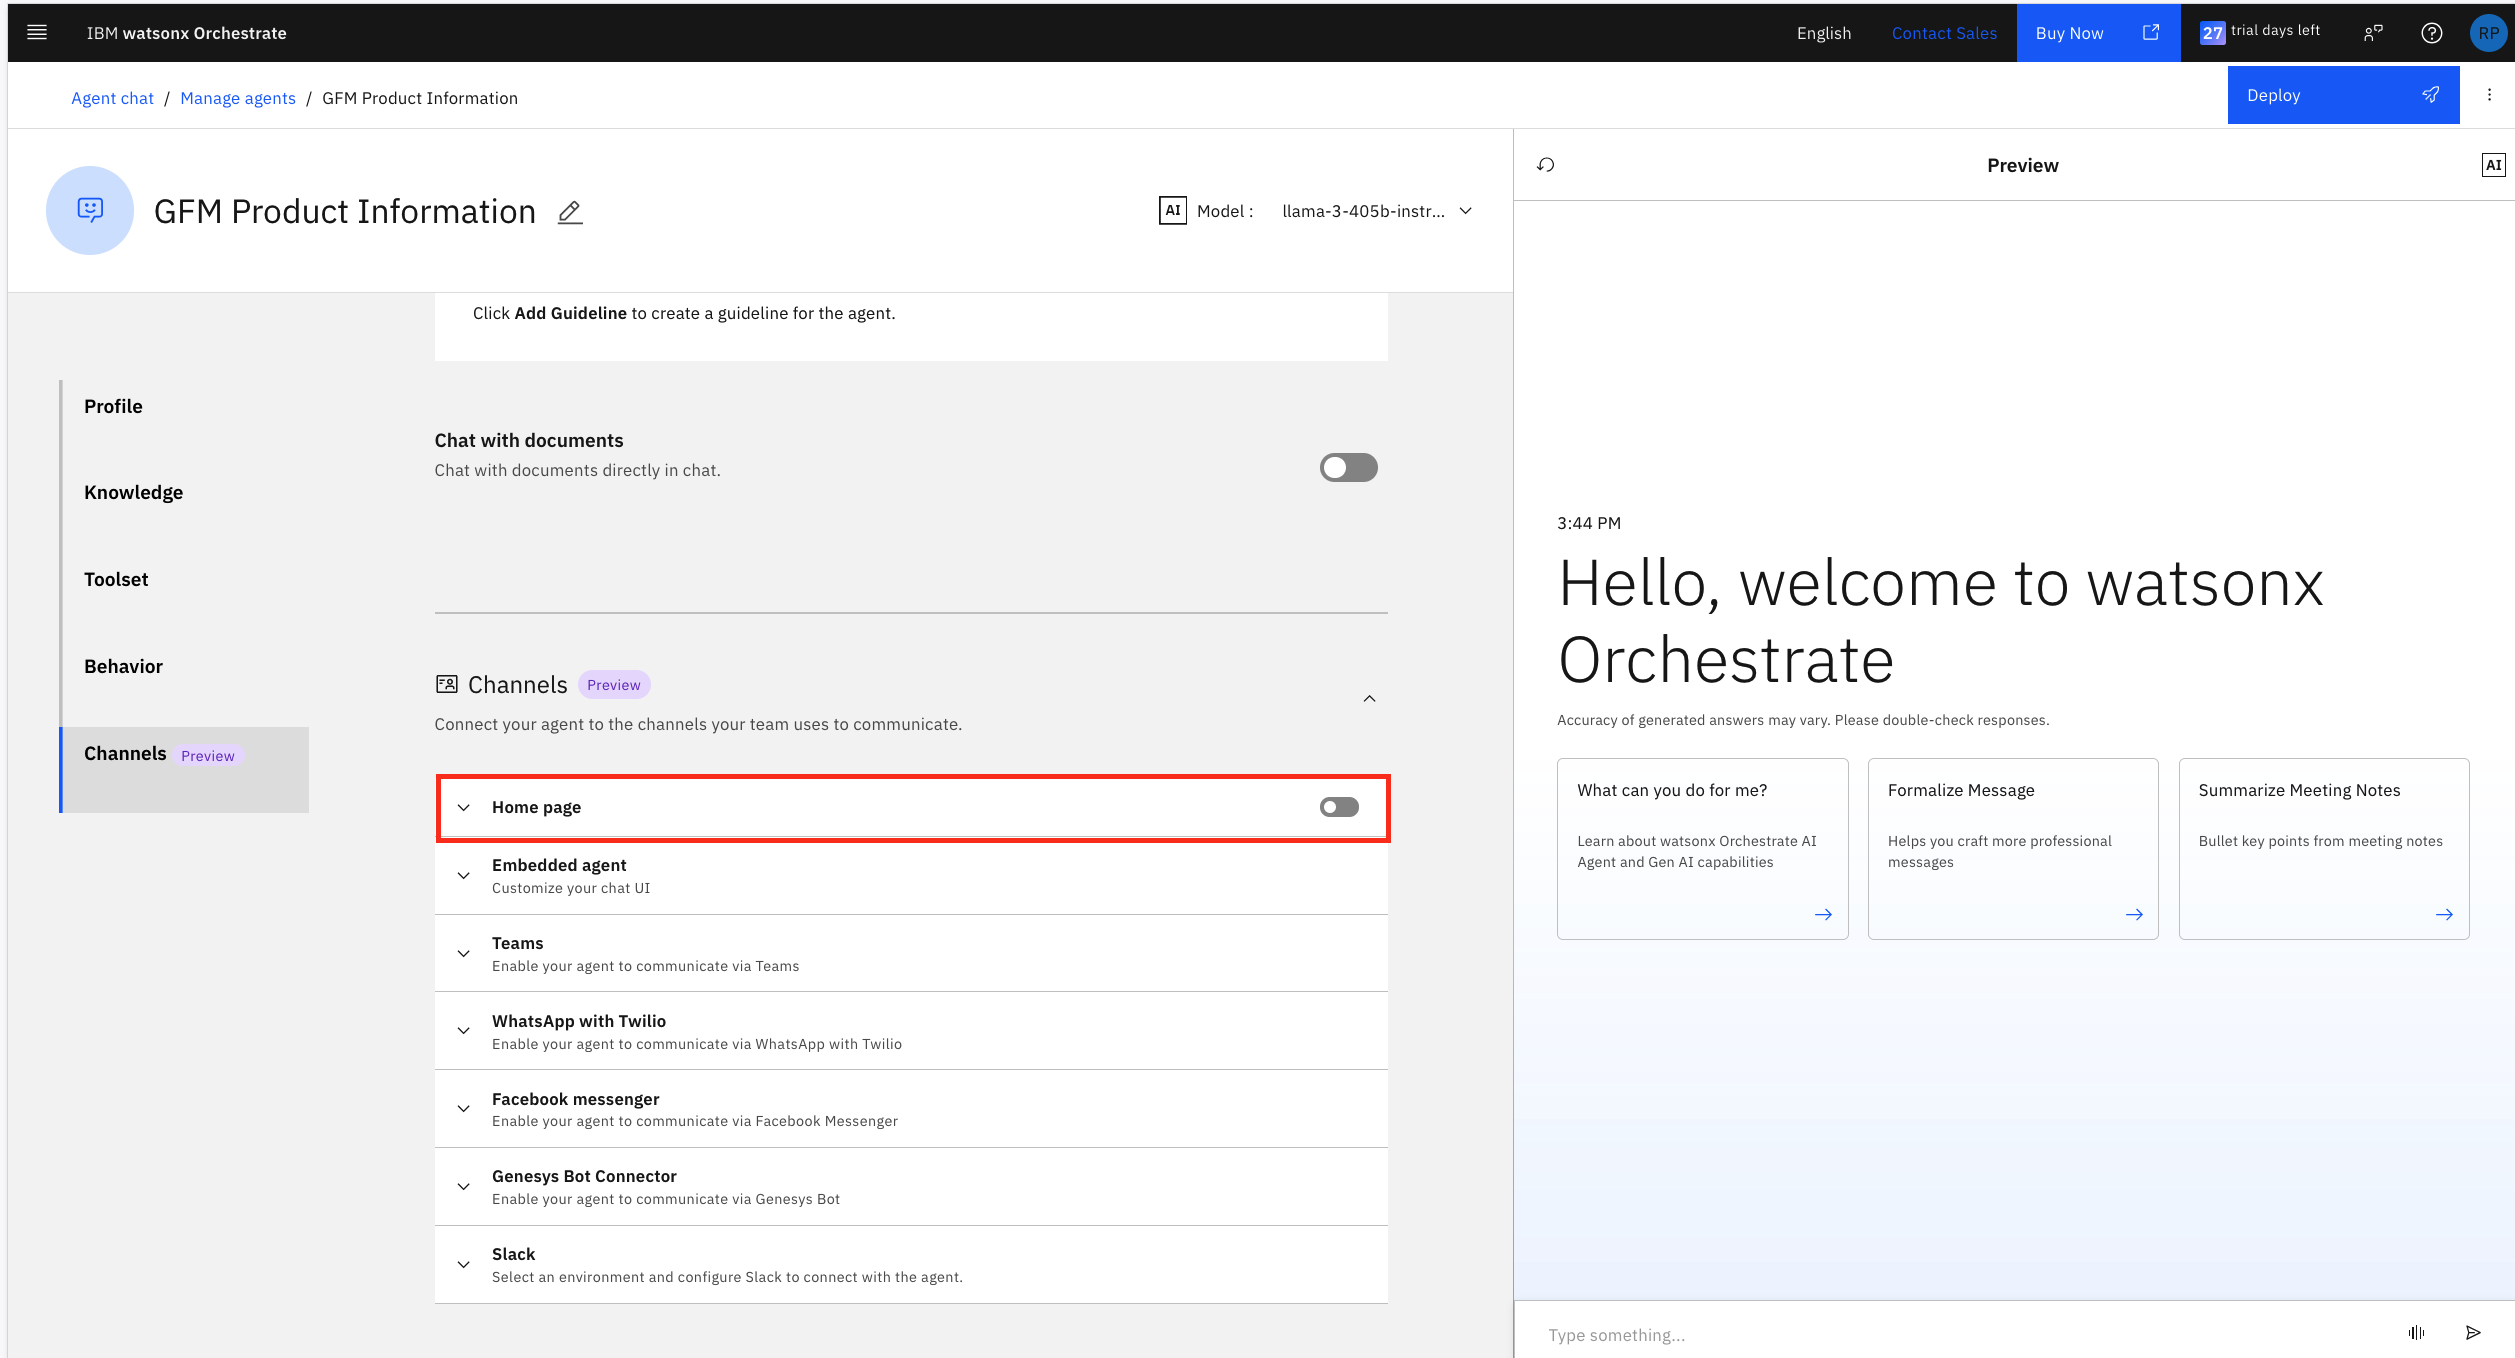 IBM watsonx Orchestrate
English
Contact Sales
Buy Now
27 trial days left
RP
Agent chat / Manage agents / GFM Product Information
Deploy
GFM Product Information
AI Model : llama-3-405b-instr...
Click Add Guideline to create a guideline for the agent.
Profile
Knowledge
Toolset
Behavior
Channels Preview
Chat with documents
Chat with documents directly in chat.
Channels Preview
Connect your agent to the channels your team uses to communicate.
Home page
Embedded agent
Customize your chat UI
Teams
Enable your agent to communicate via Teams
WhatsApp with Twilio
Enable your agent to communicate via WhatsApp with Twilio
Facebook messenger
Enable your agent to communicate via Facebook Messenger
Genesys Bot Connector
Enable your agent to communicate via Genesys Bot
Slack
Select an environment and configure Slack to connect with the agent.
Preview
AI
3:44 PM
Hello, welcome to watsonx
Orchestrate
Accuracy of generated answers may vary. Please double-check responses.
What can you do for me?
Learn about watsonx Orchestrate AI
Agent and Gen AI capabilities
Formalize Message
Helps you craft more professional
messages
Summarize Meeting Notes
Bullet key points from meeting notes
Type something...